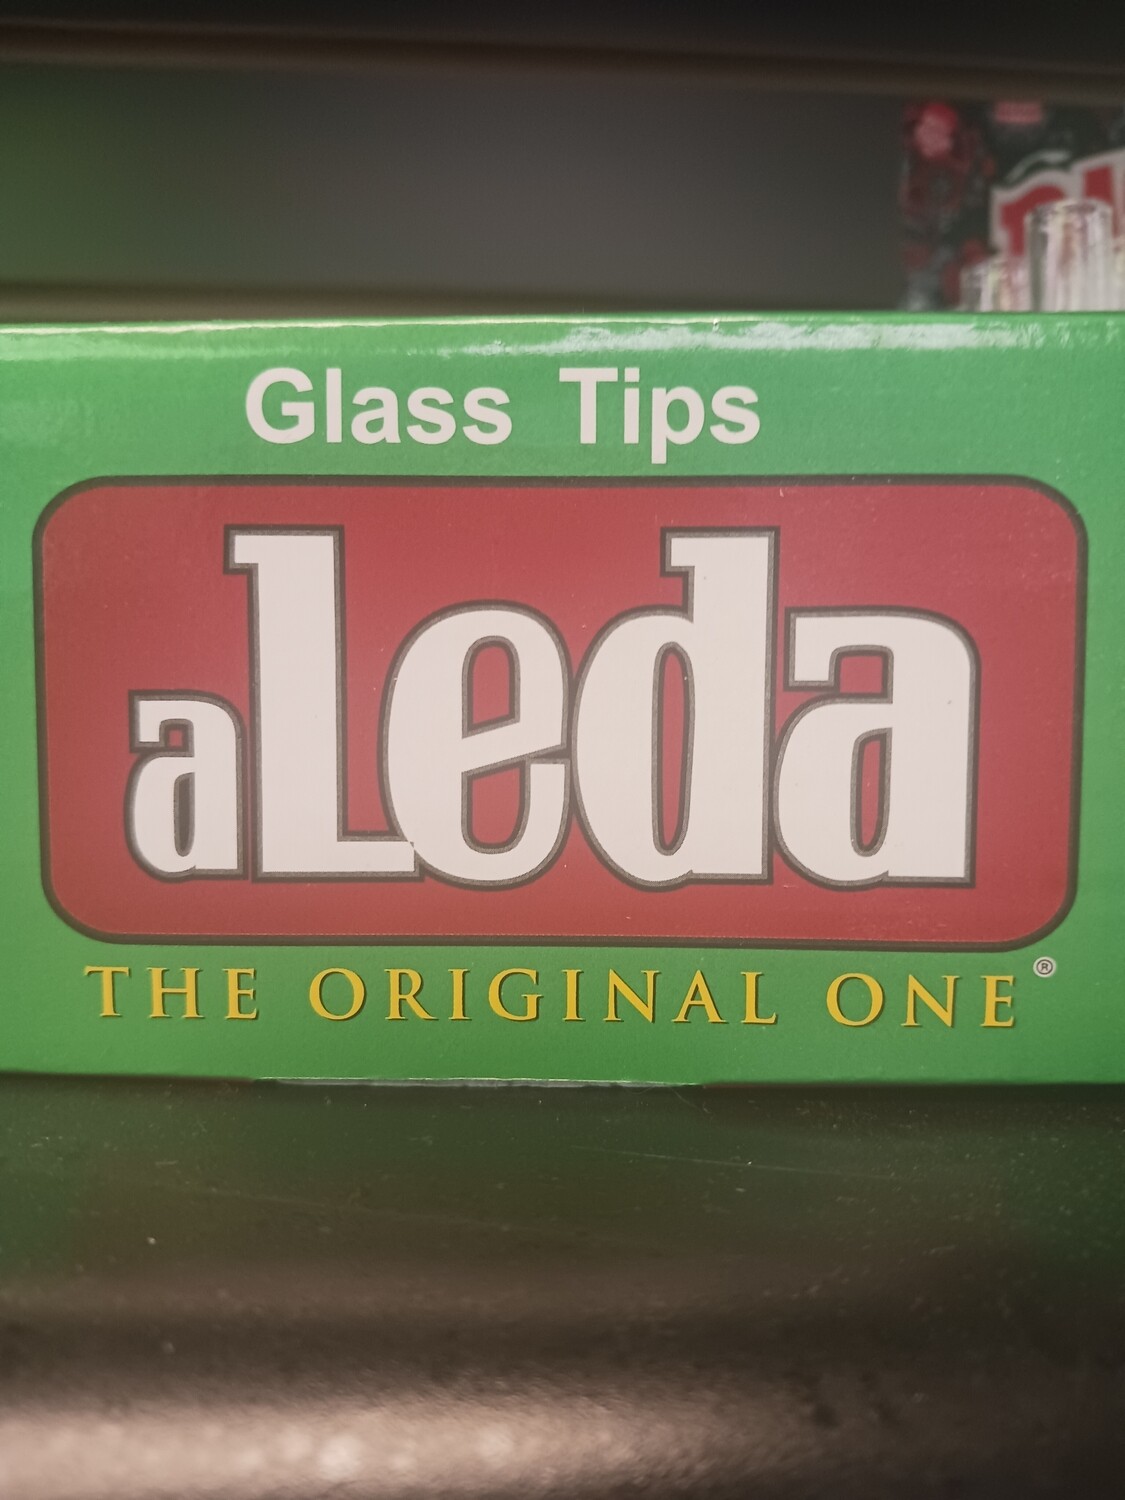 Glass Tips
aLeda
THE ORIGINAL ONE®